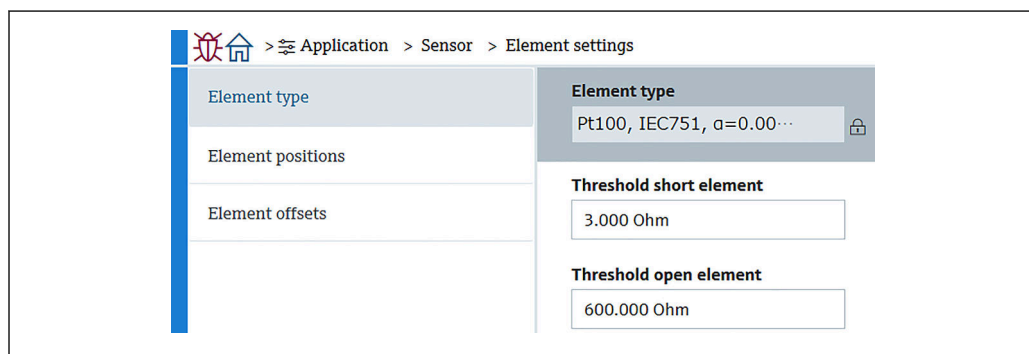 > Application > Sensor > Element settings
Element type
Element positions
Element offsets
Element type
Pt100, IEC751, α=0.00···
Threshold short element
3.000 Ohm
Threshold open element
600.000 Ohm